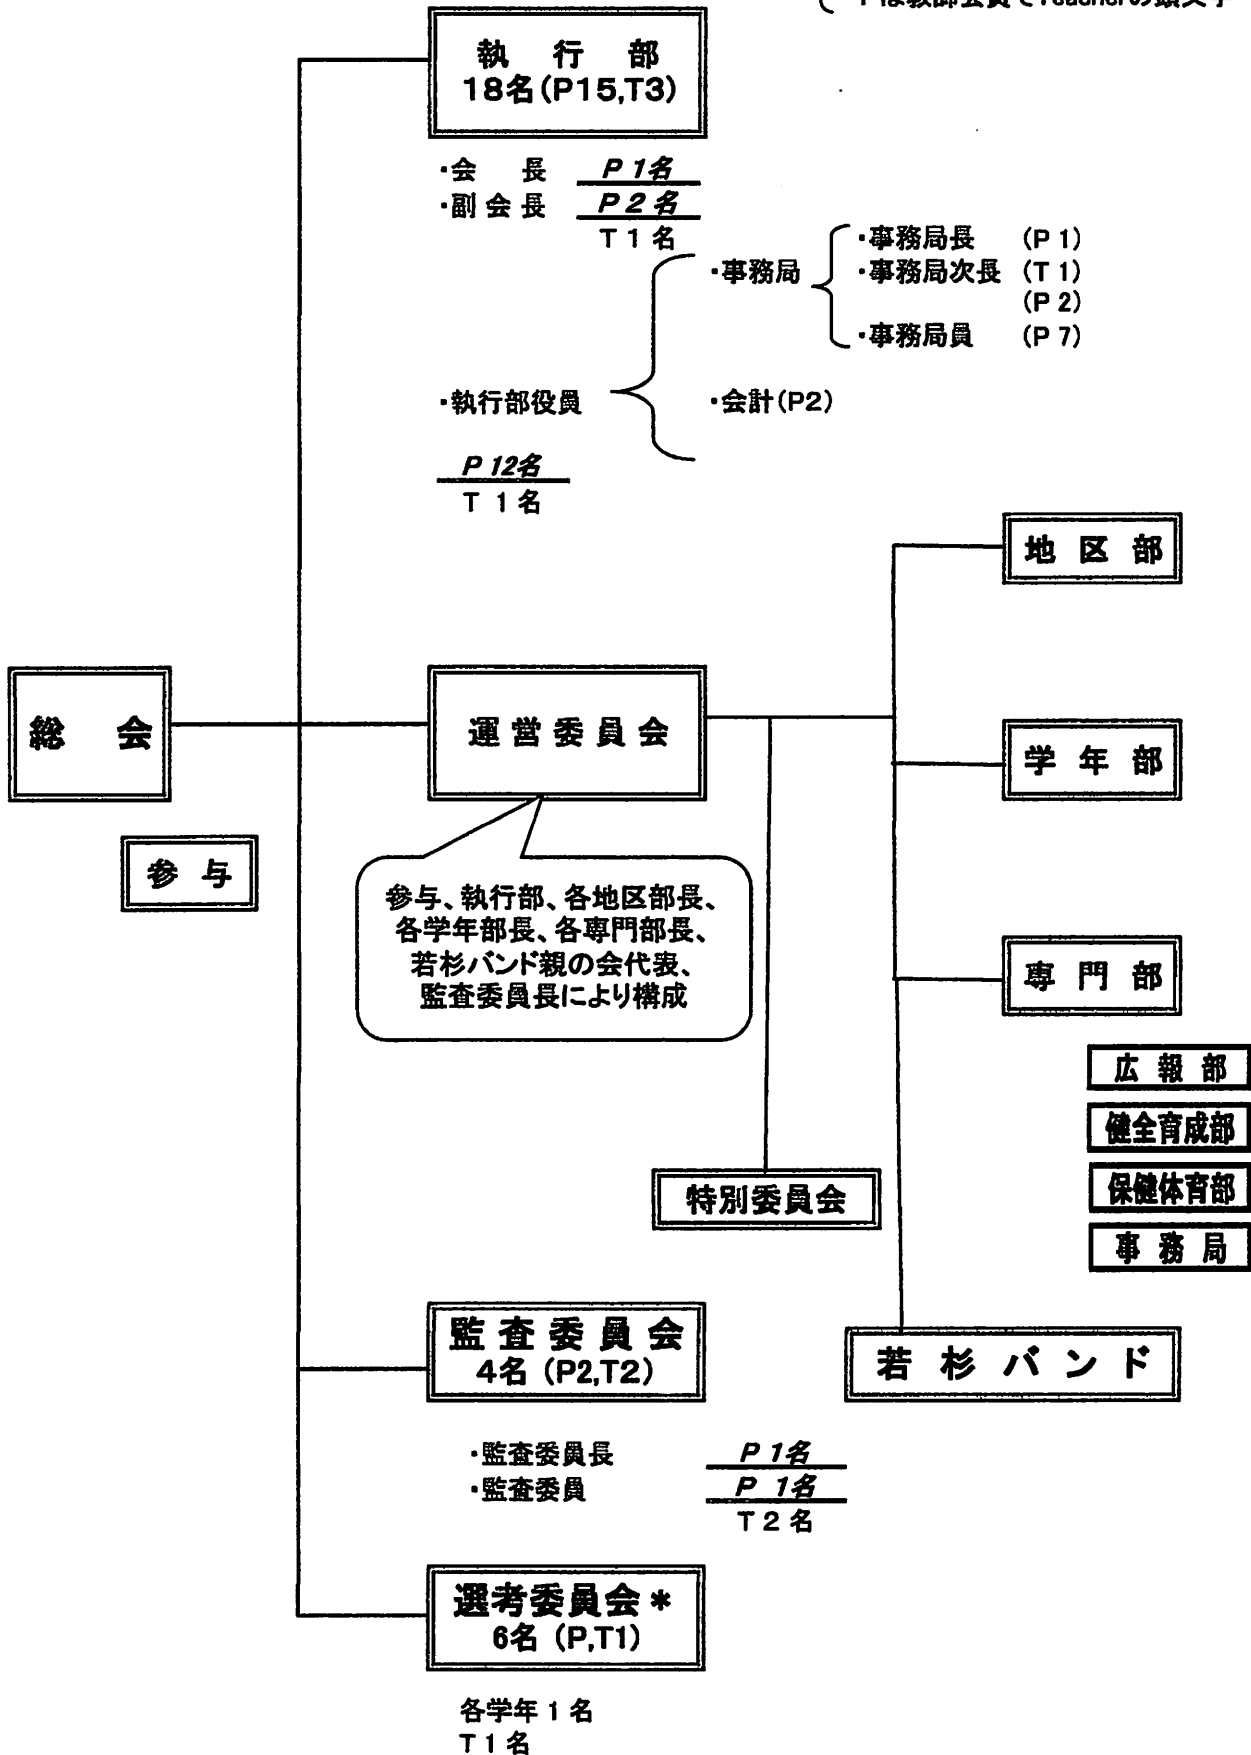 執行部
18名(P15,T3)
・会長 P 1名
・副会長 P 2名
T 1 名
・事務局
・事務局長 (P 1)
・事務局次長 (T 1)
(P 2)
・事務局員 (P 7)
・執行部役員
・会計(P2)
P 12名
T 1 名
地区部
総会
運営委員会
学年部
参与
参与、執行部、各地区部長、
各学年部長、各専門部長、
若杉バンド親の会代表、
監査委員長により構成
専門部
広報部
健全育成部
保健体育部
事務局
特別委員会
監査委員会
4名 (P2,T2)
若杉バンド
・監査委員長 P 1名
・監査委員 P 1名
T 2 名
選考委員会*
6名 (P,T1)
各学年 1 名
T 1 名